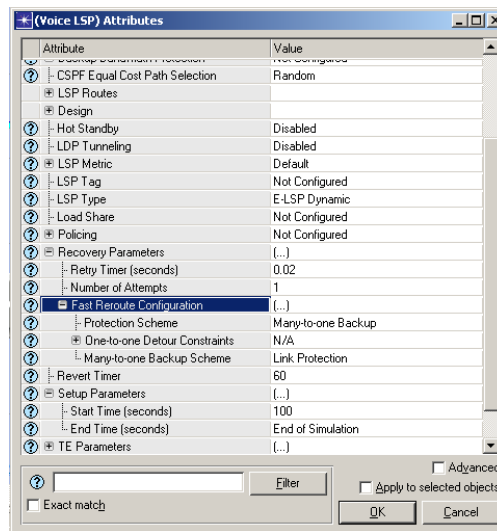 (Voice LSP) Attributes
Attribute Value
Backup Bandwidth Protection Not Configured
CSPF Equal Cost Path Selection Random
LSP Routes
Design
Hot Standby Disabled
LDP Tunneling Disabled
LSP Metric Default
LSP Tag Not Configured
LSP Type E-LSP Dynamic
Load Share Not Configured
Policing Not Configured
Recovery Parameters (...)
Retry Timer (seconds) 0.02
Number of Attempts 1
Fast Reroute Configuration (...)
Protection Scheme Many-to-one Backup
One-to-one Detour Constraints N/A
Many-to-one Backup Scheme Link Protection
Revert Timer 60
Setup Parameters (...)
Start Time (seconds) 100
End Time (seconds) End of Simulation
TE Parameters (...)
Advanced
Filter
Apply to selected objects
Exact match
OK Cancel